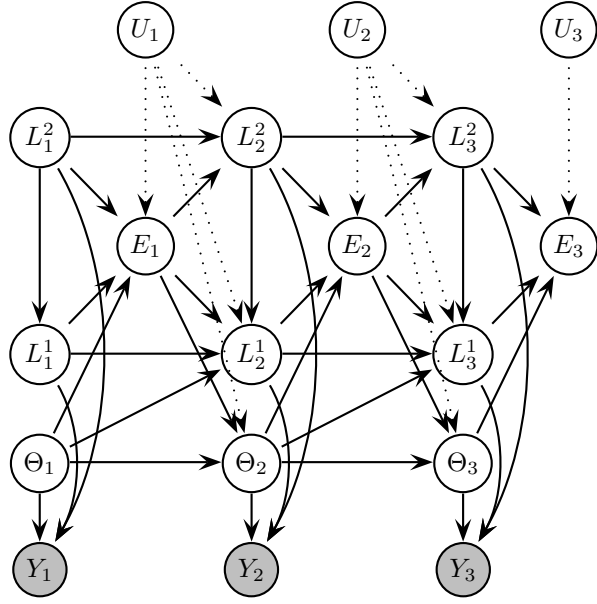 U₁ U₂ U₃
L₁² L₂² L₃²
E₁ E₂ E₃
L₁¹ L₂¹ L₃¹
Θ₁ Θ₂ Θ₃
Y₁ Y₂ Y₃